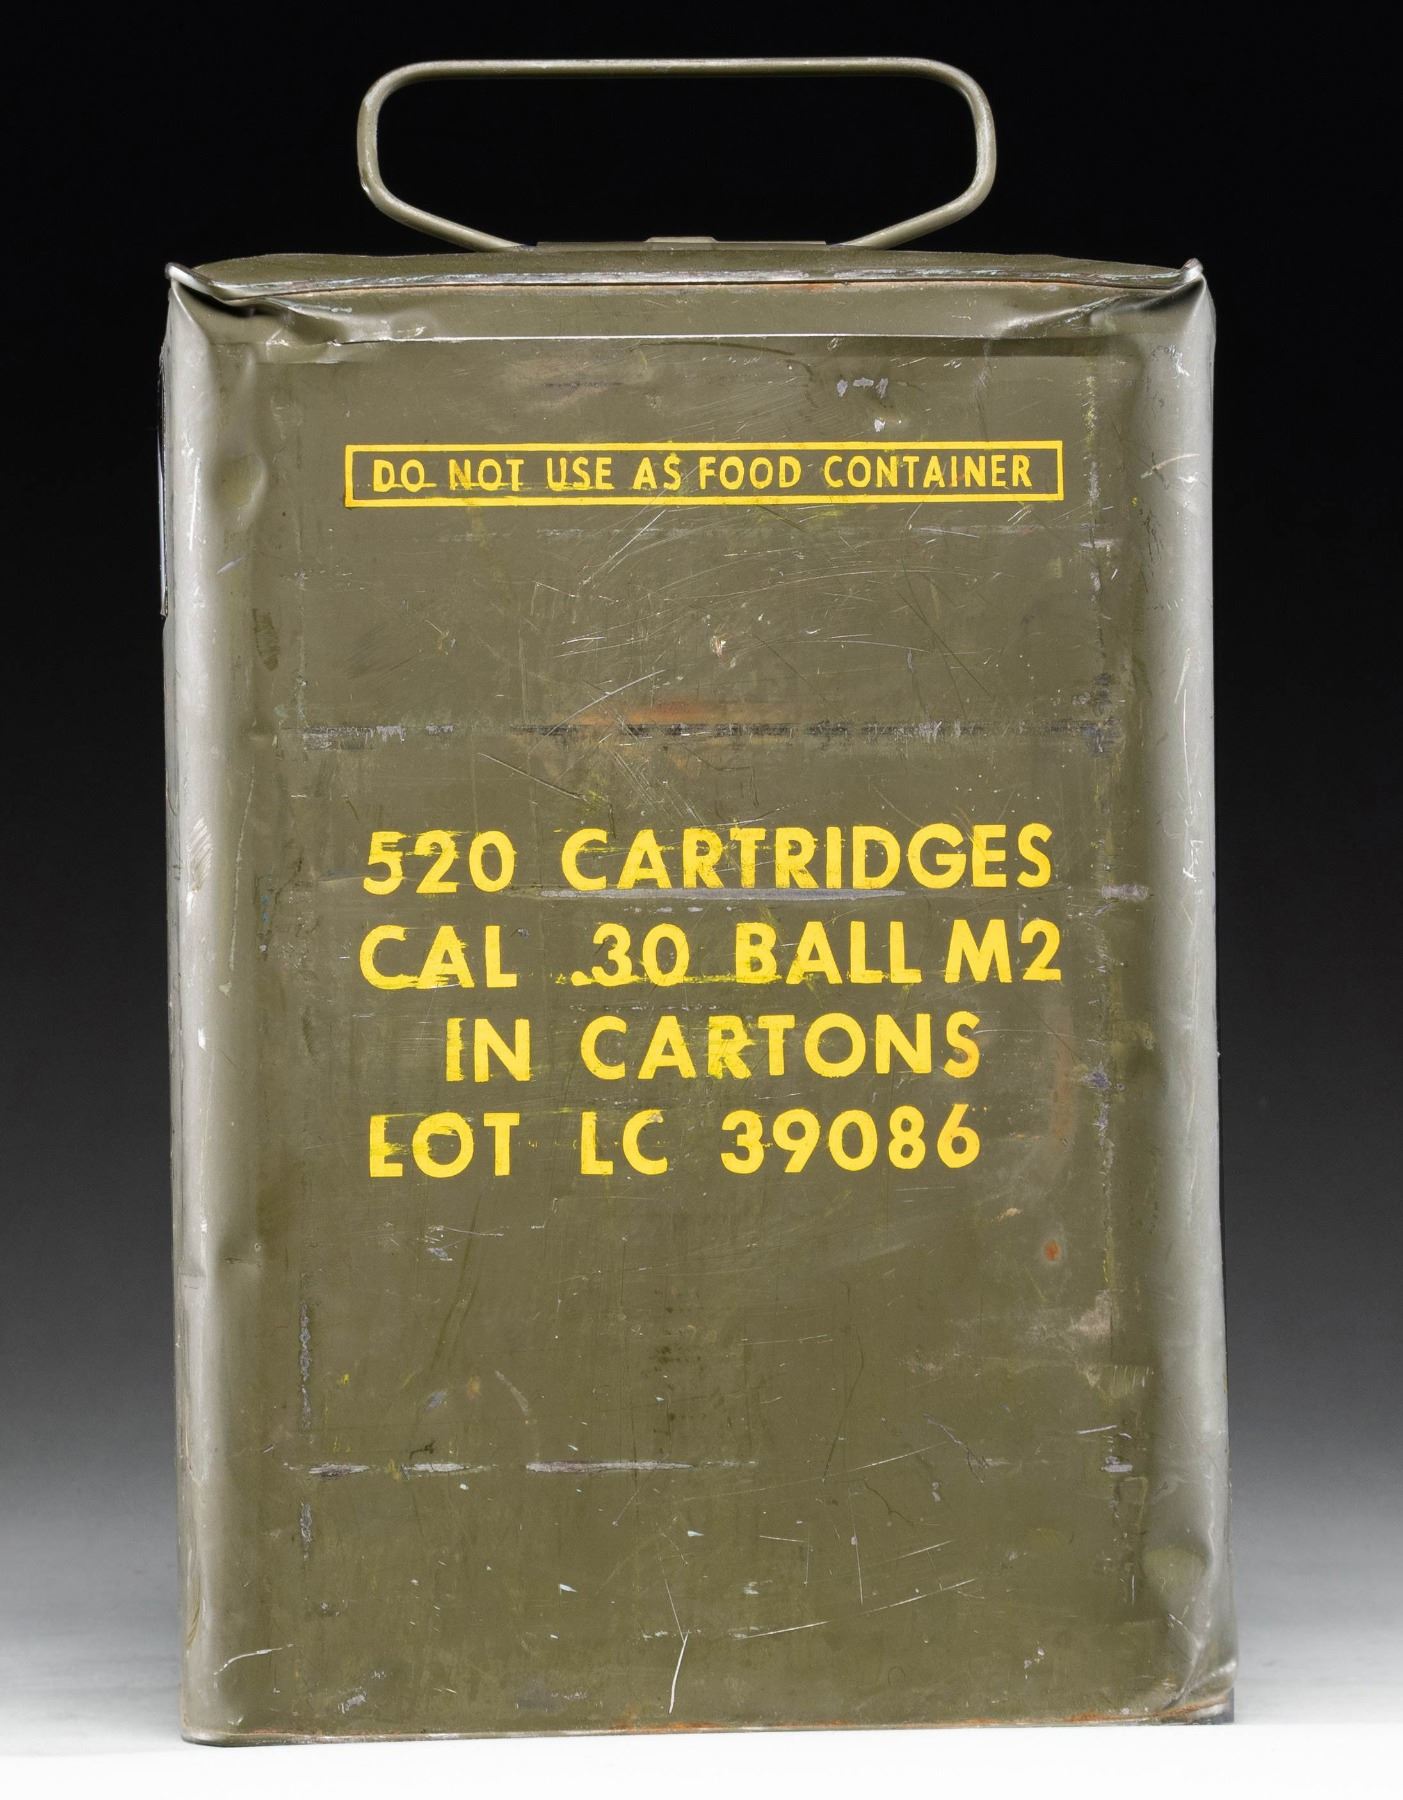 DO NOT USE AS FOOD CONTAINER
520 CARTRIDGES
CAL .30 BALL M2
IN CARTONS
LOT LC 39086